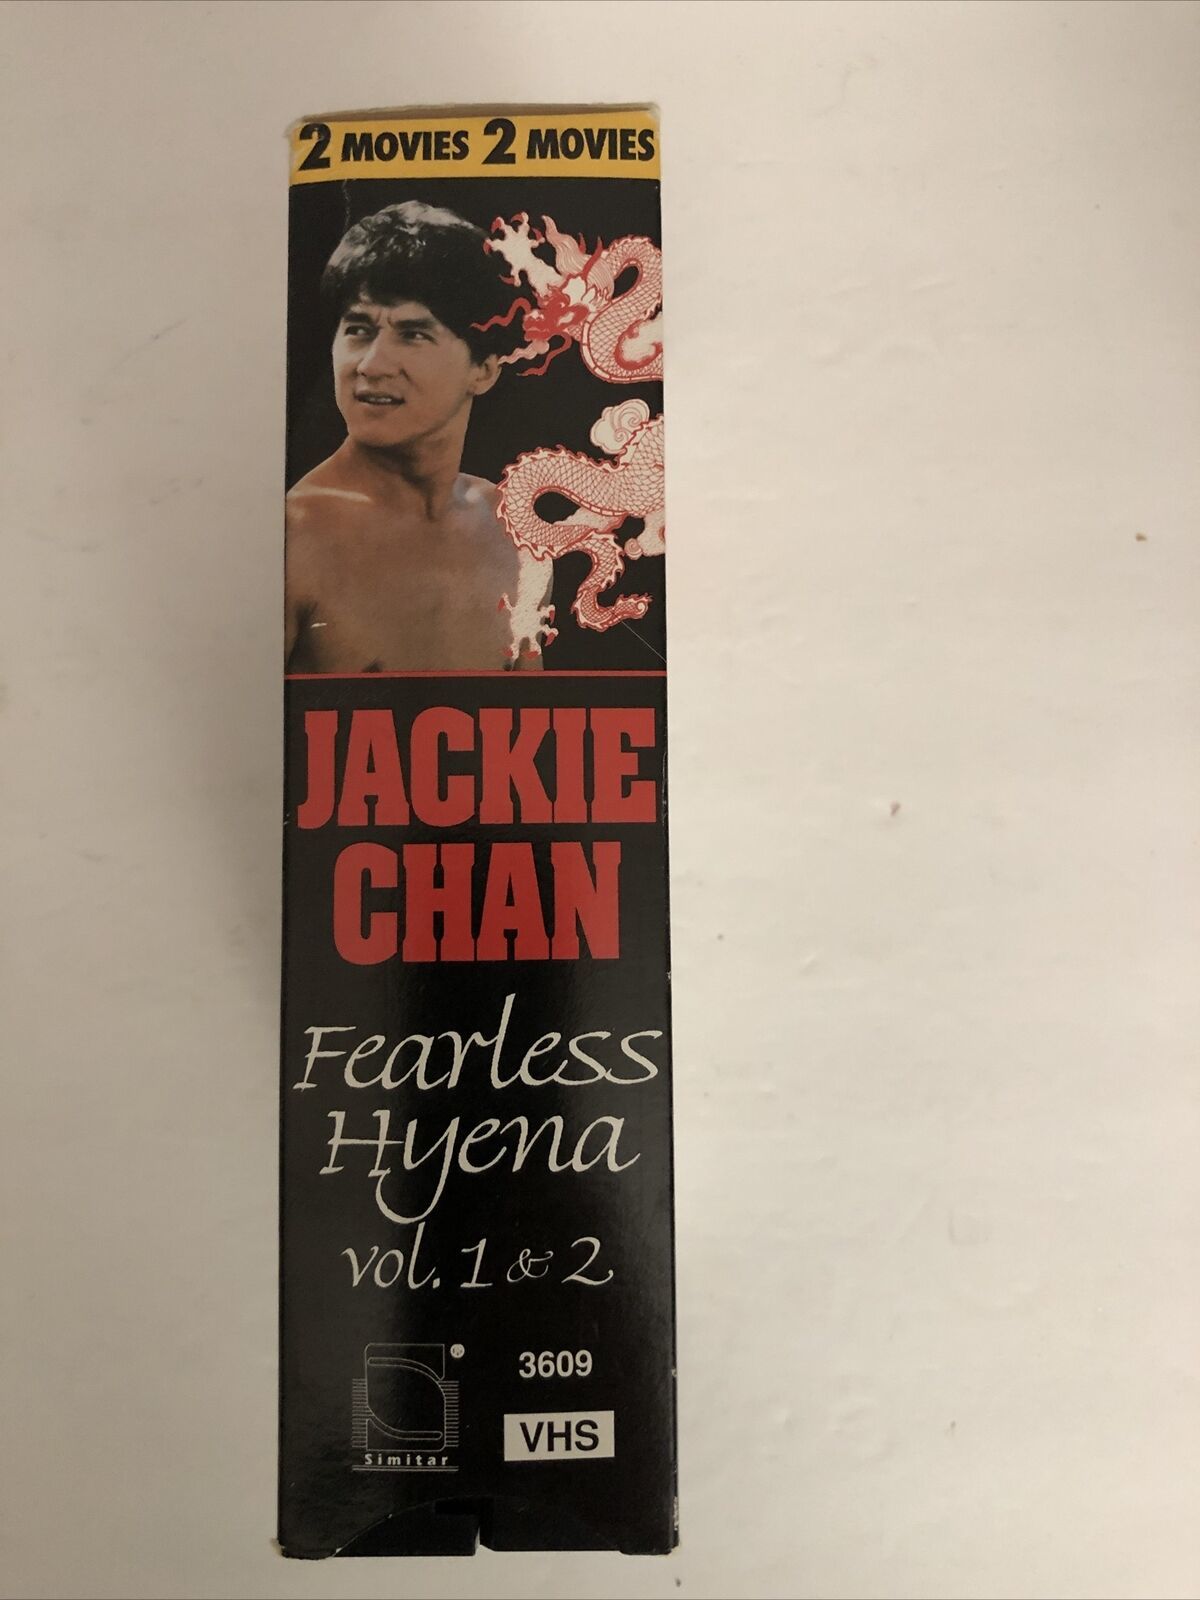 2 MOVIES 2 MOVIES
JACKIE
CHAN
Fearless
Hyena
vol. 1 & 2
®
3609
VHS
Simitar